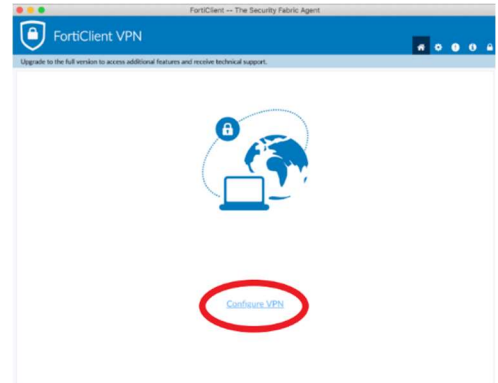 FortiClient -- The Security Fabric Agent
FortiClient VPN
Upgrade to the full version to access additional features and receive technical support.
Configure VPN